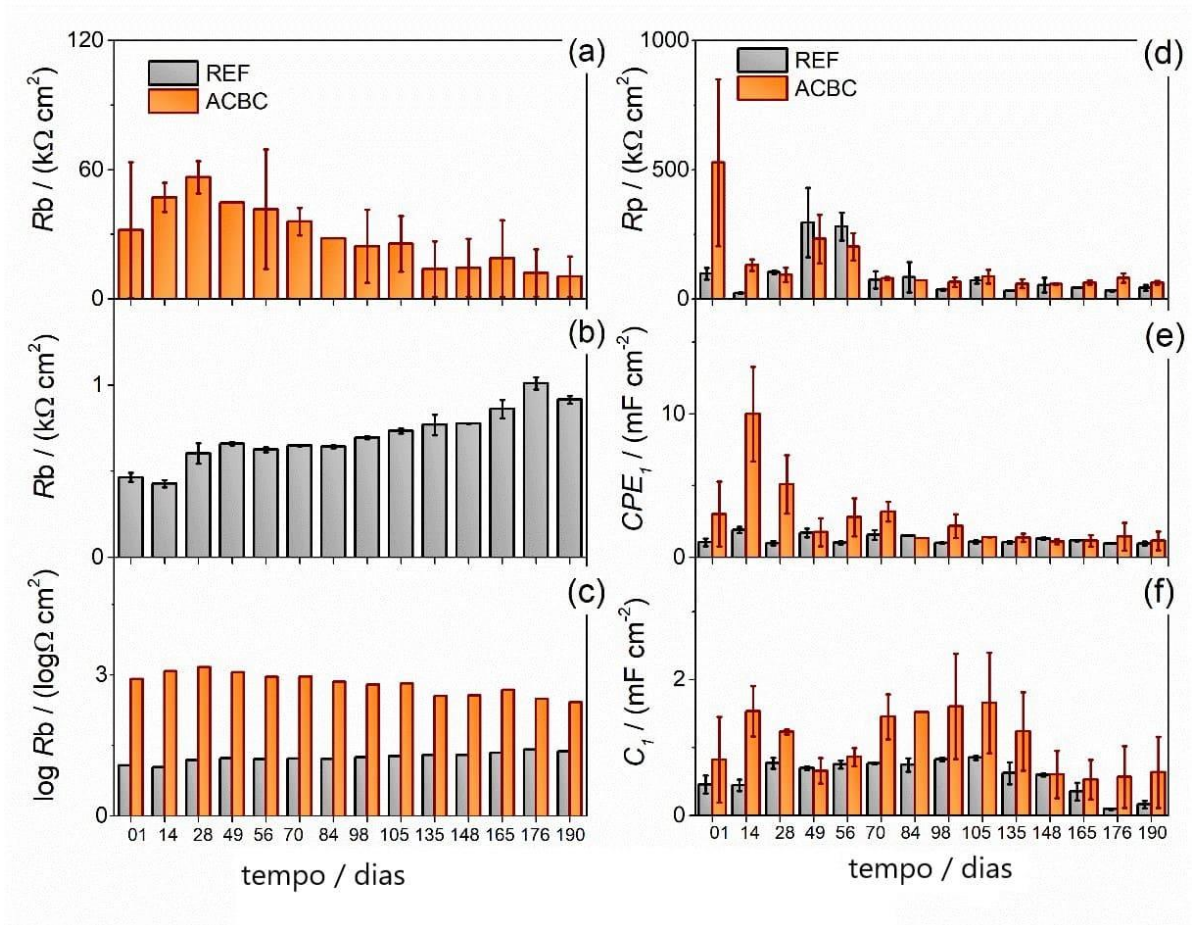 (a)
REF
ACBC
Rb / (kΩ cm²)
120
60
0
(b)
Rb / (kΩ cm²)
1
0
(c)
log Rb / (logΩ cm²)
3
0
01 14 28 49 56 70 84 98 105 135 148 165 176 190
tempo / dias
(d)
REF
ACBC
Rp / (kΩ cm²)
1000
500
0
(e)
CPE₁ / (mF cm⁻²)
10
0
(f)
C₁ / (mF cm⁻²)
2
0
01 14 28 49 56 70 84 98 105 135 148 165 176 190
tempo / dias